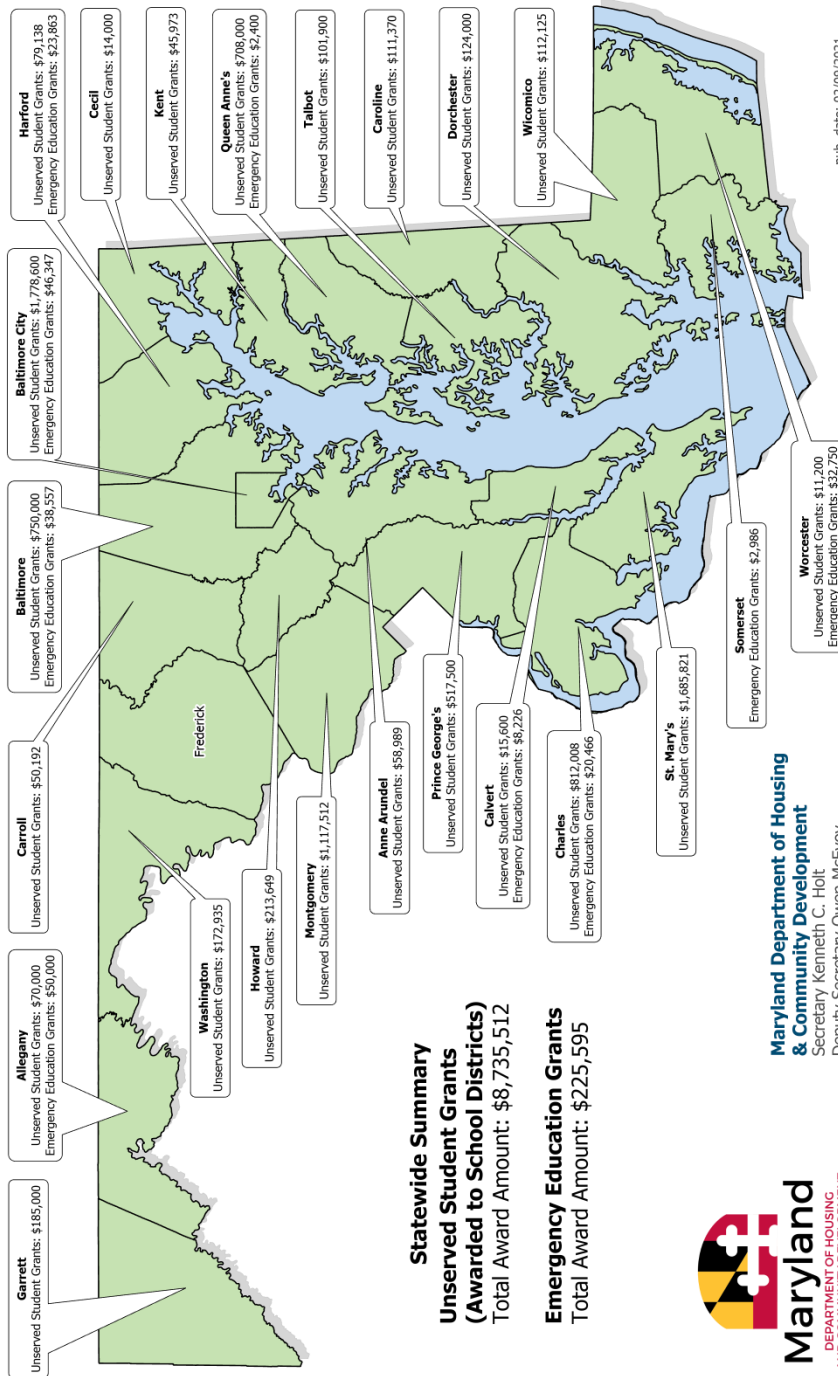 Garrett
Unserved Student Grants: $185,000
Allegany
Unserved Student Grants: $70,000
Emergency Education Grants: $50,000
Carroll
Unserved Student Grants: $50,192
Baltimore
Unserved Student Grants: $750,000
Emergency Education Grants: $38,557
Baltimore City
Unserved Student Grants: $1,778,600
Emergency Education Grants: $46,347
Harford
Unserved Student Grants: $79,138
Emergency Education Grants: $23,863
Cecil
Unserved Student Grants: $14,000
Kent
Unserved Student Grants: $45,973
Queen Anne's
Unserved Student Grants: $708,000
Emergency Education Grants: $2,400
Talbot
Unserved Student Grants: $101,900
Caroline
Unserved Student Grants: $111,370
Dorchester
Unserved Student Grants: $124,000
Wicomico
Unserved Student Grants: $112,125
Frederick
Washington
Unserved Student Grants: $172,935
Howard
Unserved Student Grants: $213,649
Montgomery
Unserved Student Grants: $1,117,512
Anne Arundel
Unserved Student Grants: $58,989
Prince George's
Unserved Student Grants: $517,500
Calvert
Unserved Student Grants: $15,600
Emergency Education Grants: $8,226
Charles
Unserved Student Grants: $812,008
Emergency Education Grants: $20,466
St. Mary's
Unserved Student Grants: $1,685,821
Somerset
Emergency Education Grants: $2,986
Worcester
Unserved Student Grants: $11,200
Emergency Education Grants: $32,750
Statewide Summary
Unserved Student Grants
(Awarded to School Districts)
Total Award Amount: $8,735,512
Emergency Education Grants
Total Award Amount: $225,595
Maryland
DEPARTMENT OF HOUSING
Maryland Department of Housing
& Community Development
Secretary Kenneth C. Holt
Deputy Secretary Owen McEvoy